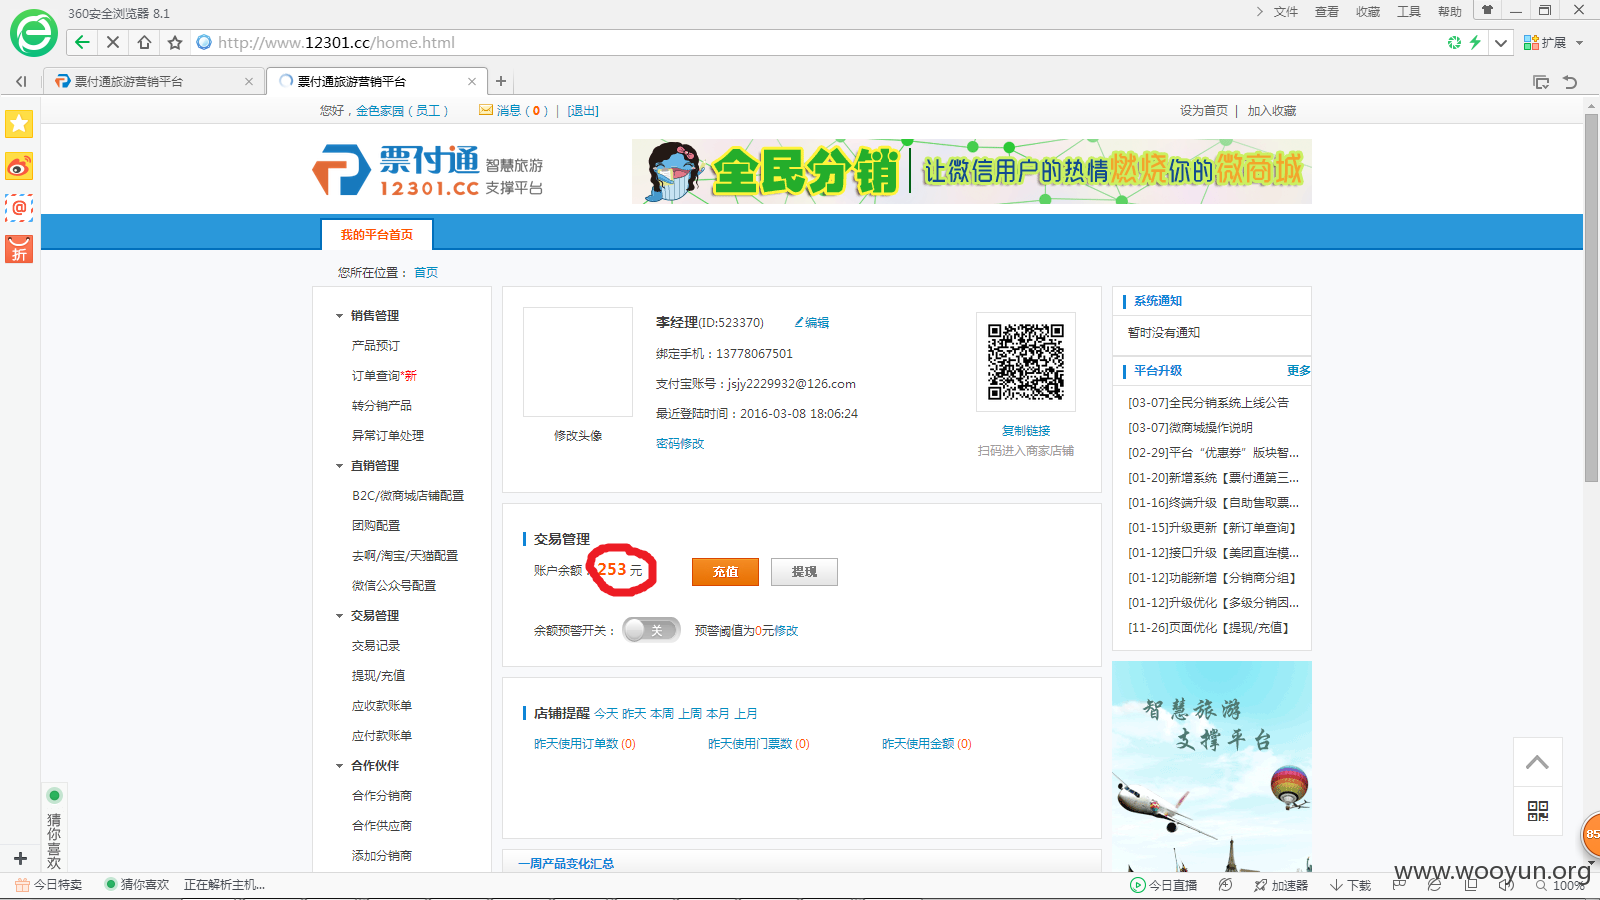 360安全浏览器 8.1
文件 查看 收藏 工具 帮助
http://www.12301.cc/home.html
扩展
票付通旅游营销平台
票付通旅游营销平台
您好，金色家园（员工） 消息（0） | [退出]
设为首页 | 加入收藏
票付通
12301.CC
智慧旅游
支撑平台
全民分销
让微信用户的热情燃烧你的微商城
@
折
我的平台首页
您所在位置： 首页
销售管理
产品预订
订单查询*新
转分销产品
异常订单处理
直销管理
B2C/微商城店铺配置
团购配置
去啊/淘宝/天猫配置
微信公众号配置
交易管理
交易记录
提现/充值
应收款账单
应付款账单
合作伙伴
合作分销商
合作供应商
添加分销商
李经理(ID:523370) 编辑
绑定手机：13778067501
支付宝账号：jsjy2229932@126.com
最近登陆时间：2016-03-08 18:06:24
密码修改
修改头像
复制链接
扫码进入商家店铺
交易管理
账户余额：253 元
充值
提现
余额预警开关： 关 预警阈值为0元修改
店铺提醒 今天 昨天 本周 上周 本月 上月
昨天使用订单数 (0)
昨天使用门票数 (0)
昨天使用金额 (0)
一周产品变化汇总
系统通知
暂时没有通知
平台升级 更多
[03-07]全民分销系统上线公告
[03-07]微商城操作说明
[02-29]平台“优惠券”版块智...
[01-20]新增系统【票付通第三...
[01-16]终端升级【自助售取票...
[01-15]升级更新【新订单查询】
[01-12]接口升级【美团直连模...
[01-12]功能新增【分销商分组】
[01-12]升级优化【多级分销因...
[11-26]页面优化【提现/充值】
智慧旅游
支撑平台
85
猜你喜欢
www.wooyun.org
今日特卖 猜你喜欢 正在解析主机...
今日直播 加速器 下载 100%